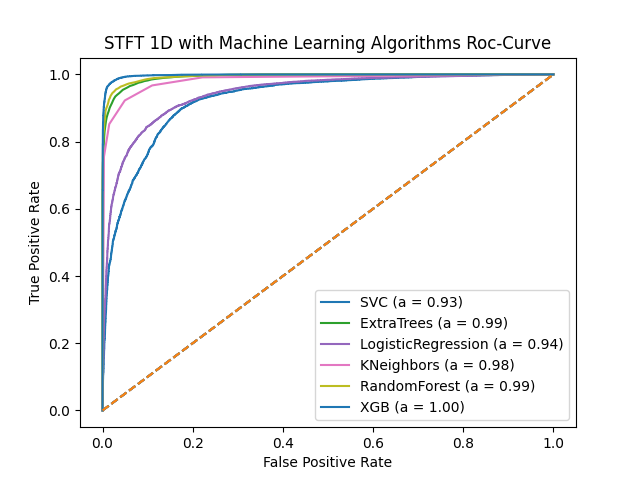 STFT 1D with Machine Learning Algorithms Roc-Curve
True Positive Rate
1.0
0.8
0.6
0.4
0.2
0.0
SVC (a = 0.93)
ExtraTrees (a = 0.99)
LogisticRegression (a = 0.94)
KNeighbors (a = 0.98)
RandomForest (a = 0.99)
XGB (a = 1.00)
0.0 0.2 0.4 0.6 0.8 1.0
False Positive Rate